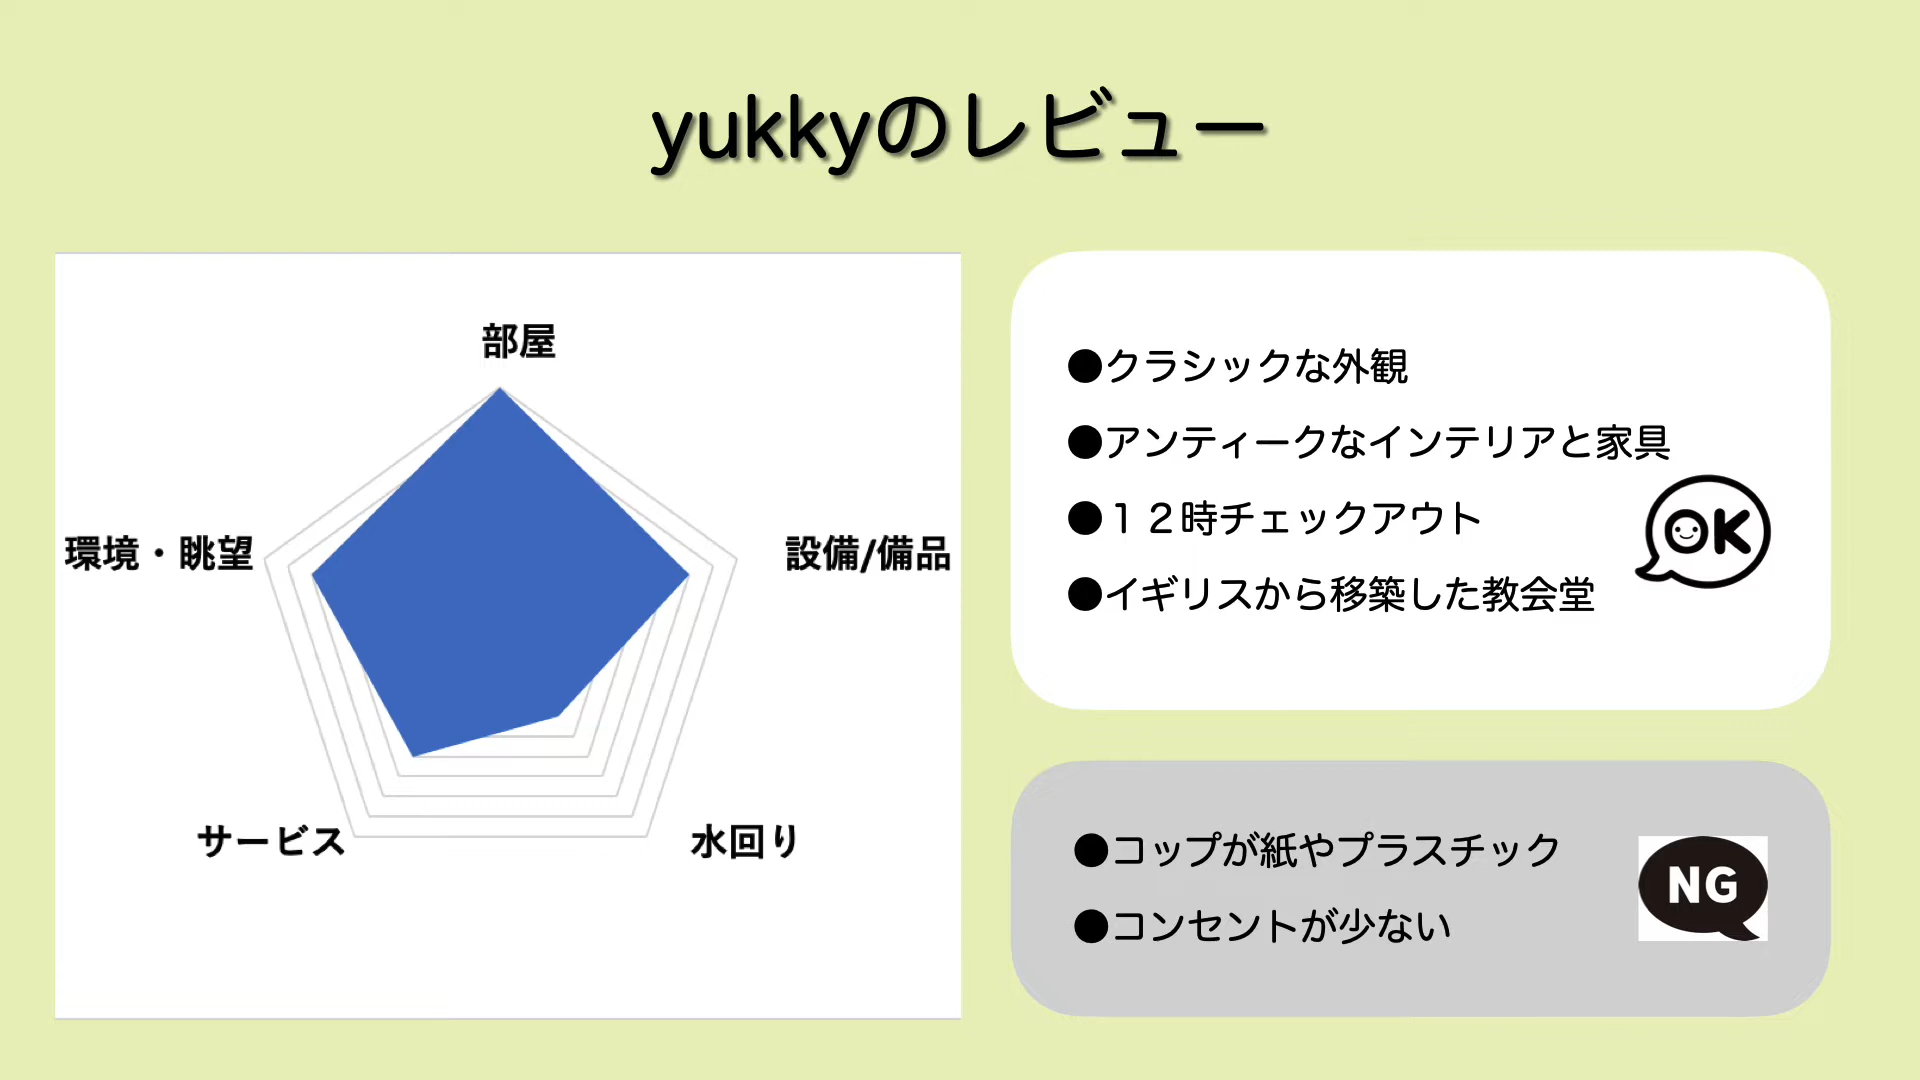 yukkyのレビュー
部屋
環境・眺望
設備/備品
サービス
水回り
●クラシックな外観
●アンティークなインテリアと家具
●１２時チェックアウト
●イギリスから移築した教会堂
OK
●コップが紙やプラスチック
●コンセントが少ない
NG